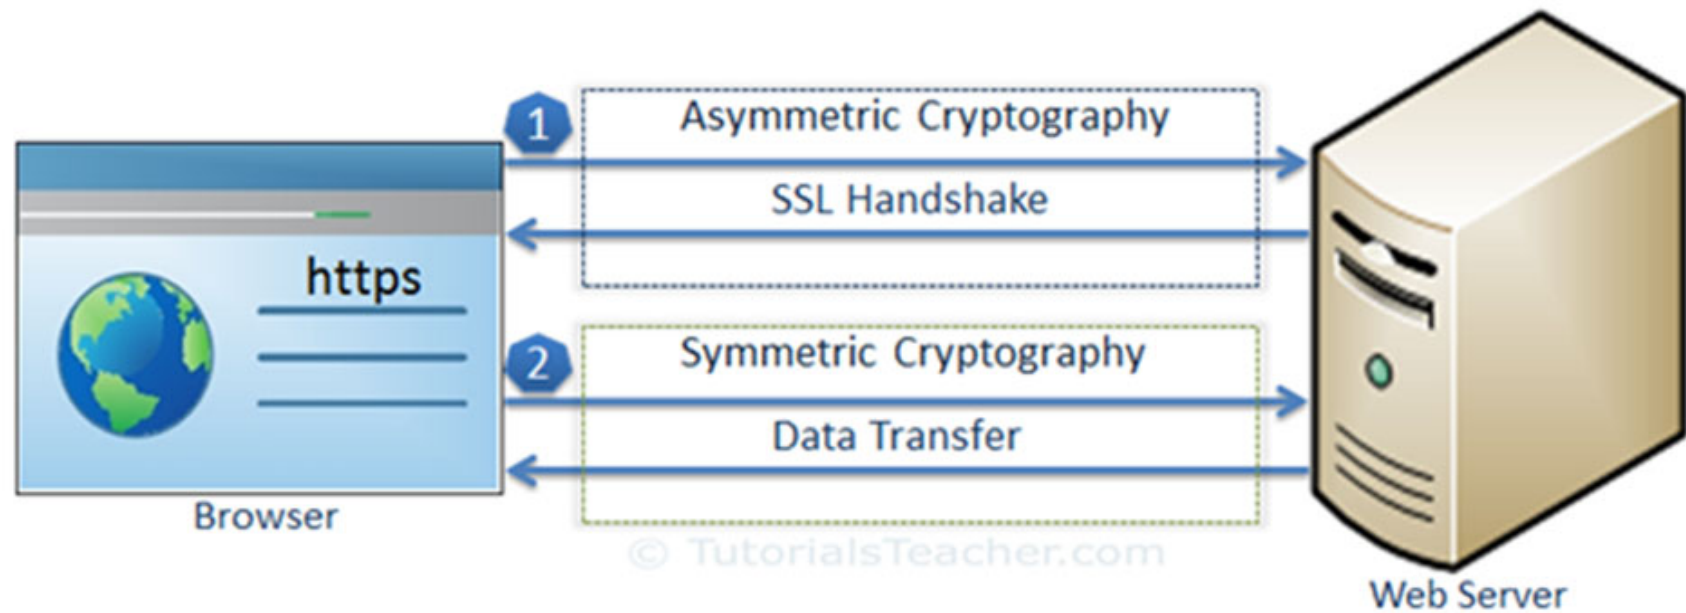 1
Asymmetric Cryptography
SSL Handshake
https
2
Symmetric Cryptography
Data Transfer
Browser
© TutorialsTeacher.com
Web Server